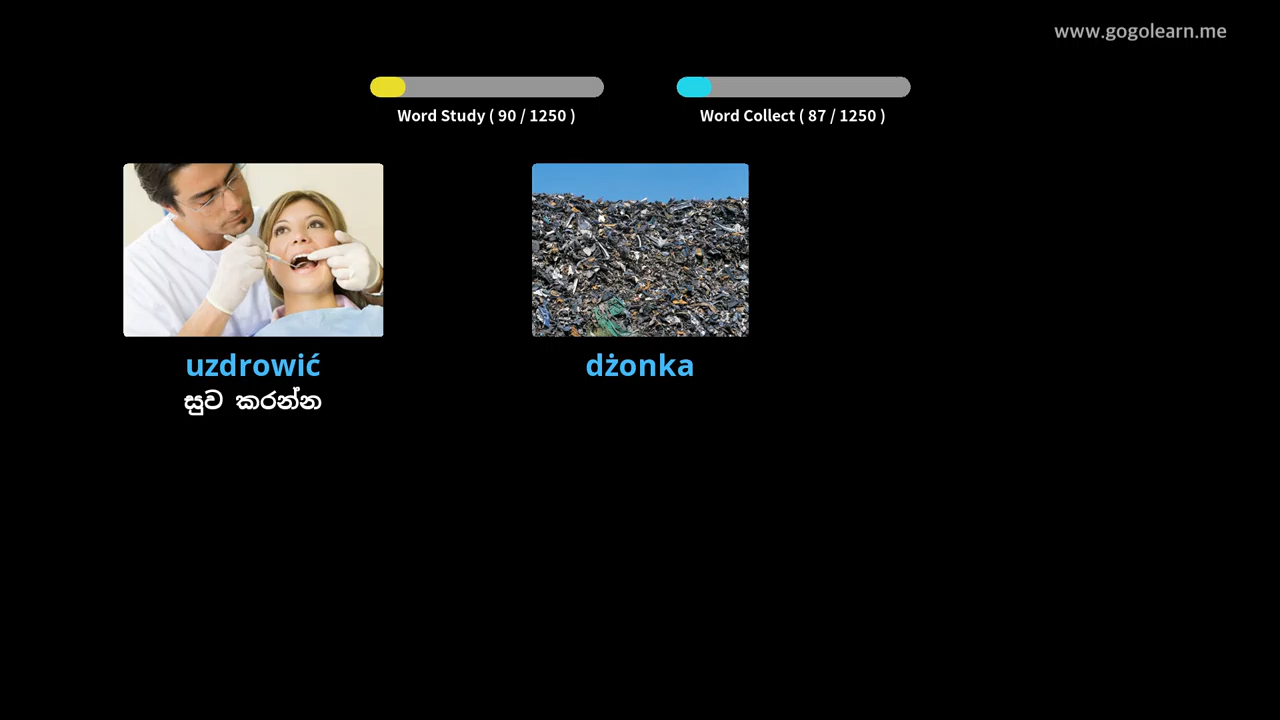 www.gogolearn.me
Word Study ( 90 / 1250 )
Word Collect ( 87 / 1250 )
uzdrowić
සුව කරන්න
dżonka